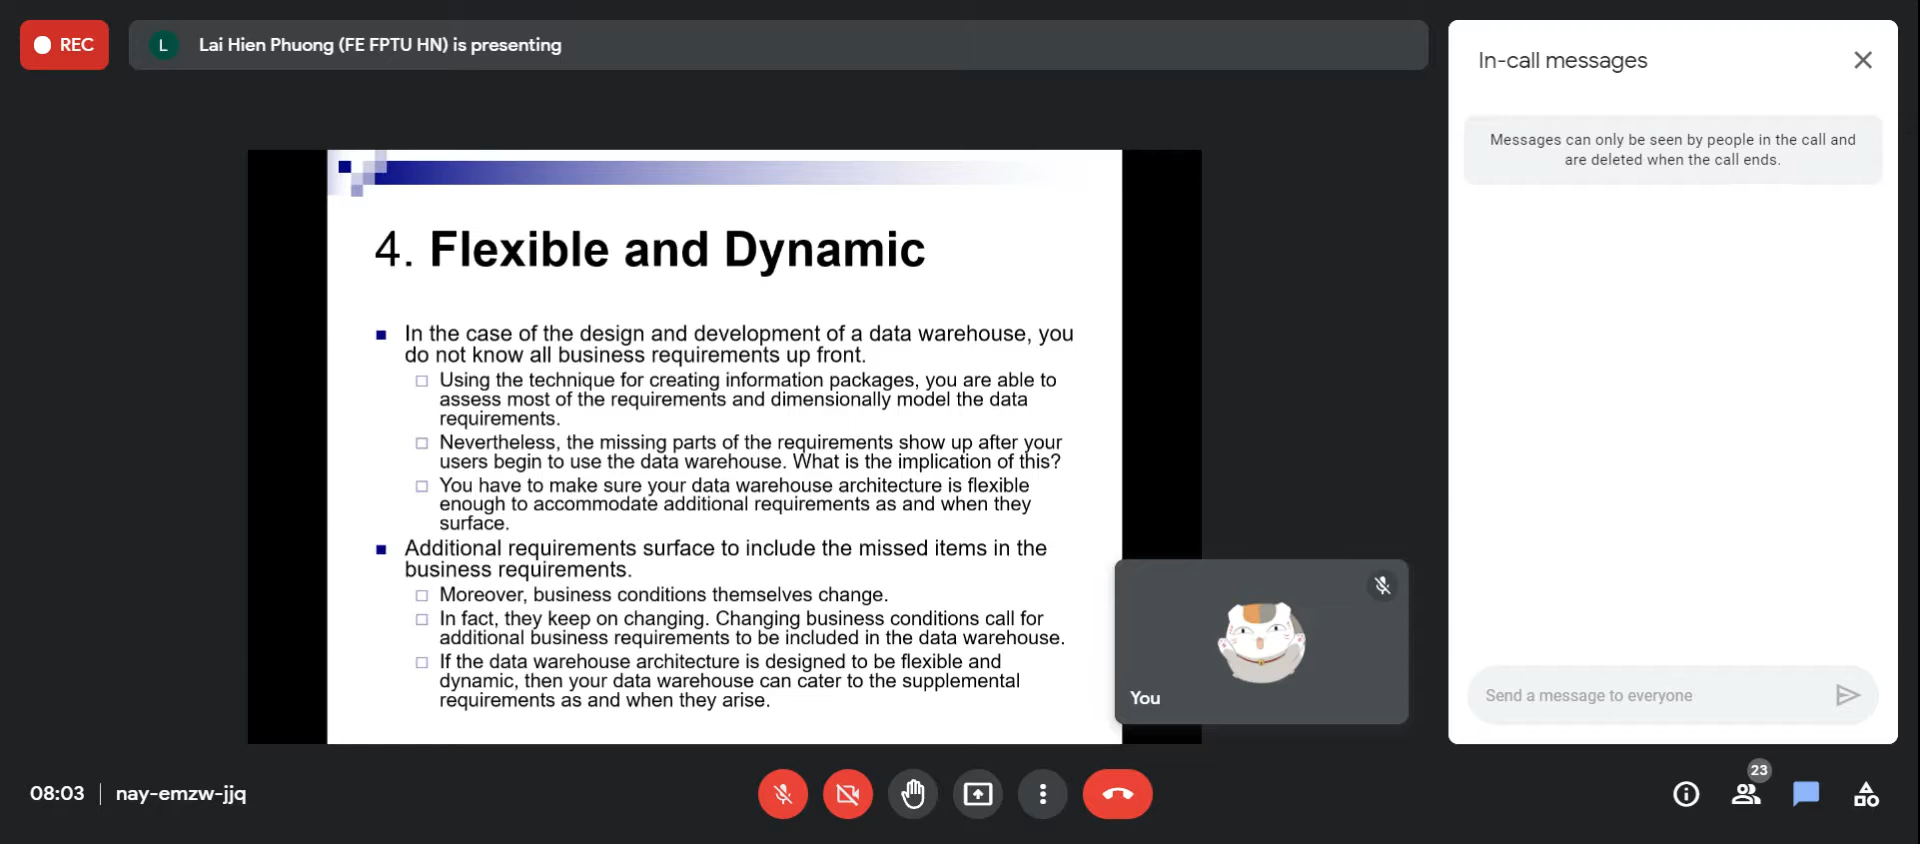 REC
L
Lai Hien Phuong (FE FPTU HN) is presenting
4. Flexible and Dynamic
In the case of the design and development of a data warehouse, you
do not know all business requirements up front.
Using the technique for creating information packages, you are able to
assess most of the requirements and dimensionally model the data
requirements.
Nevertheless, the missing parts of the requirements show up after your
users begin to use the data warehouse. What is the implication of this?
You have to make sure your data warehouse architecture is flexible
enough to accommodate additional requirements as and when they
surface.
Additional requirements surface to include the missed items in the
business requirements.
Moreover, business conditions themselves change.
In fact, they keep on changing. Changing business conditions call for
additional business requirements to be included in the data warehouse.
If the data warehouse architecture is designed to be flexible and
dynamic, then your data warehouse can cater to the supplemental
requirements as and when they arise.
You
In-call messages
Messages can only be seen by people in the call and
are deleted when the call ends.
Send a message to everyone
08:03 | nay-emzw-jjq
23